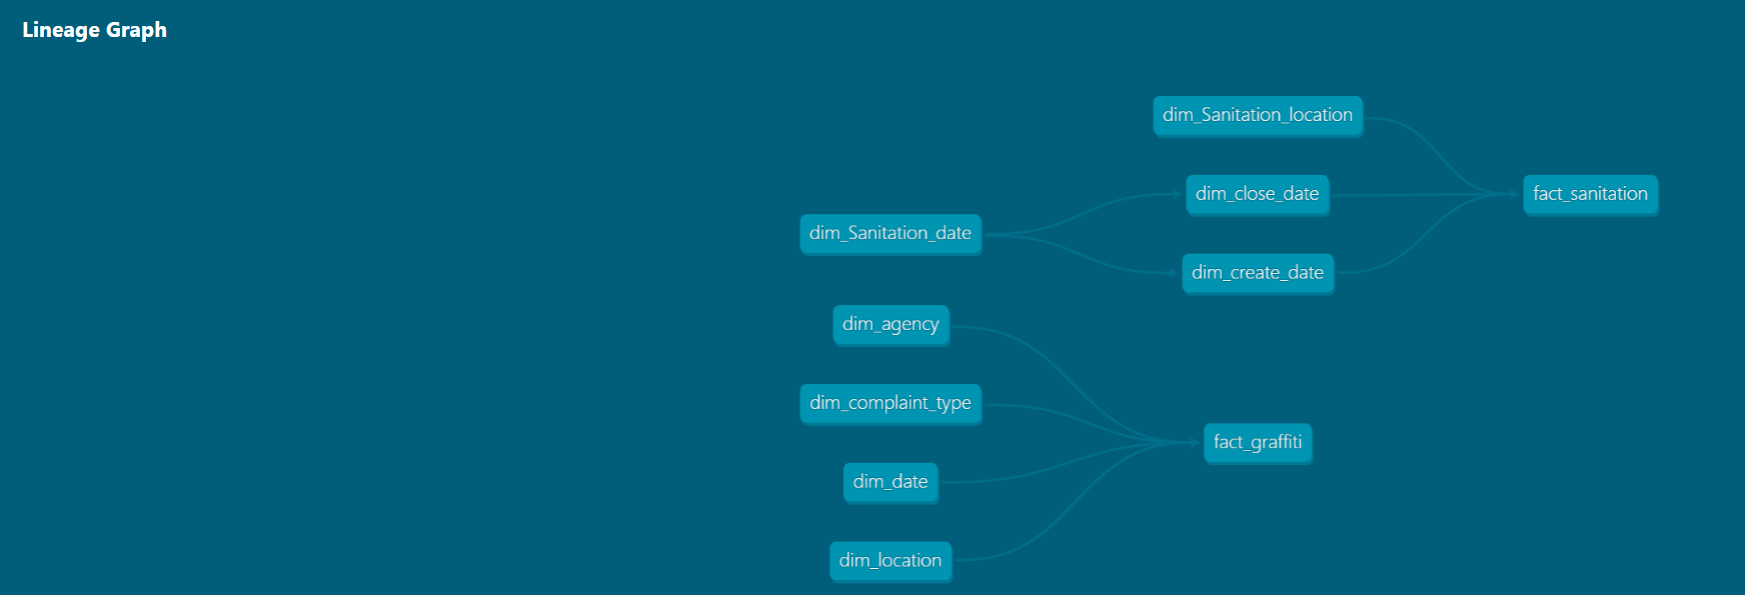 Lineage Graph
dim_Sanitation_location
dim_close_date
fact_sanitation
dim_Sanitation_date
dim_create_date
dim_agency
dim_complaint_type
fact_graffiti
dim_date
dim_location